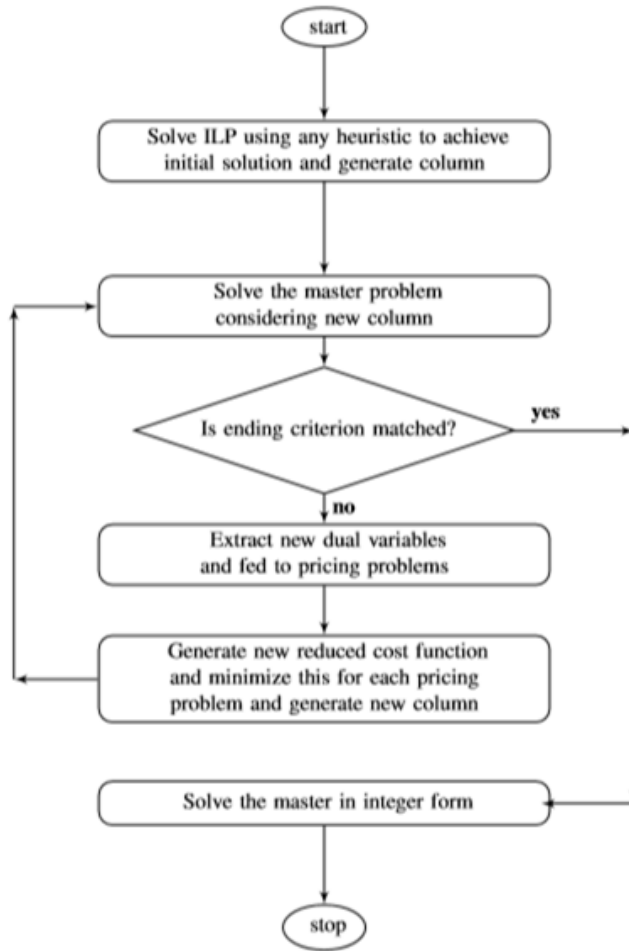 start
Solve ILP using any heuristic to achieve
initial solution and generate column
Solve the master problem
considering new column
Is ending criterion matched?
yes
no
Extract new dual variables
and fed to pricing problems
Generate new reduced cost function
and minimize this for each pricing
problem and generate new column
Solve the master in integer form
stop